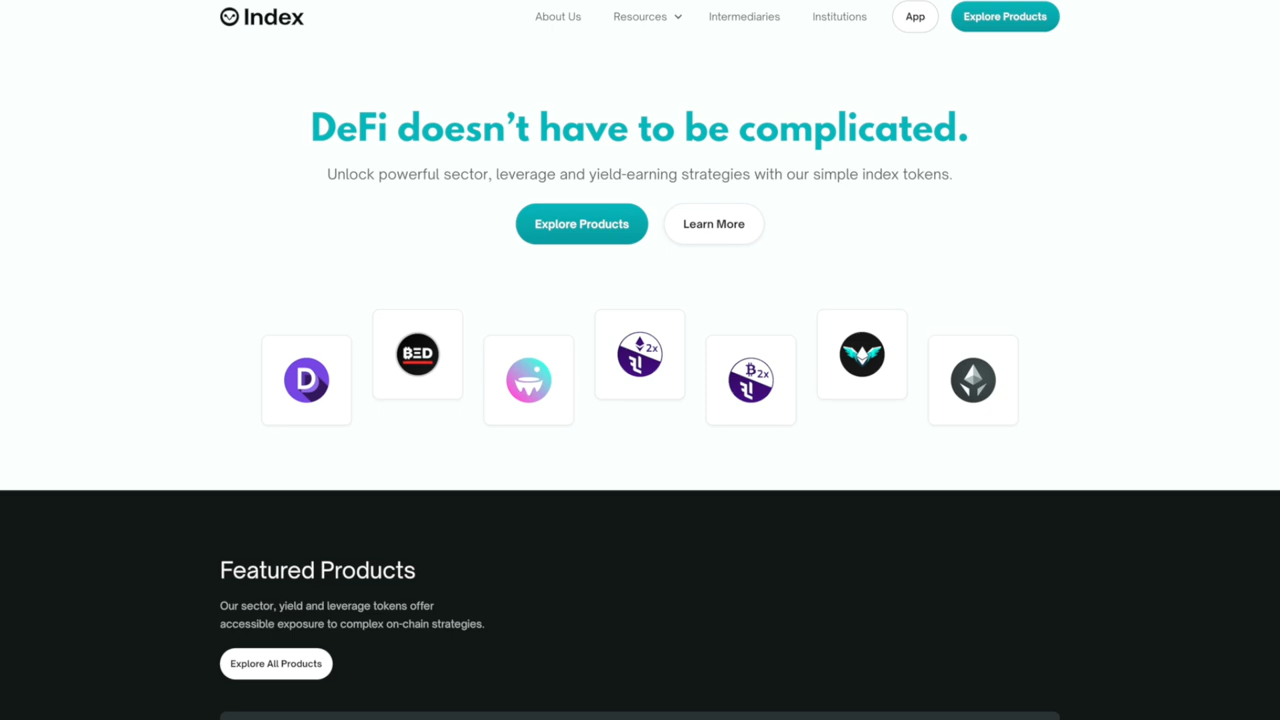 Index
About Us
Resources
Intermediaries
Institutions
App
Explore Products
DeFi doesn’t have to be complicated.
Unlock powerful sector, leverage and yield-earning strategies with our simple index tokens.
Explore Products
Learn More
D
BED
2x
2x
Featured Products
Our sector, yield and leverage tokens offer
accessible exposure to complex on-chain strategies.
Explore All Products